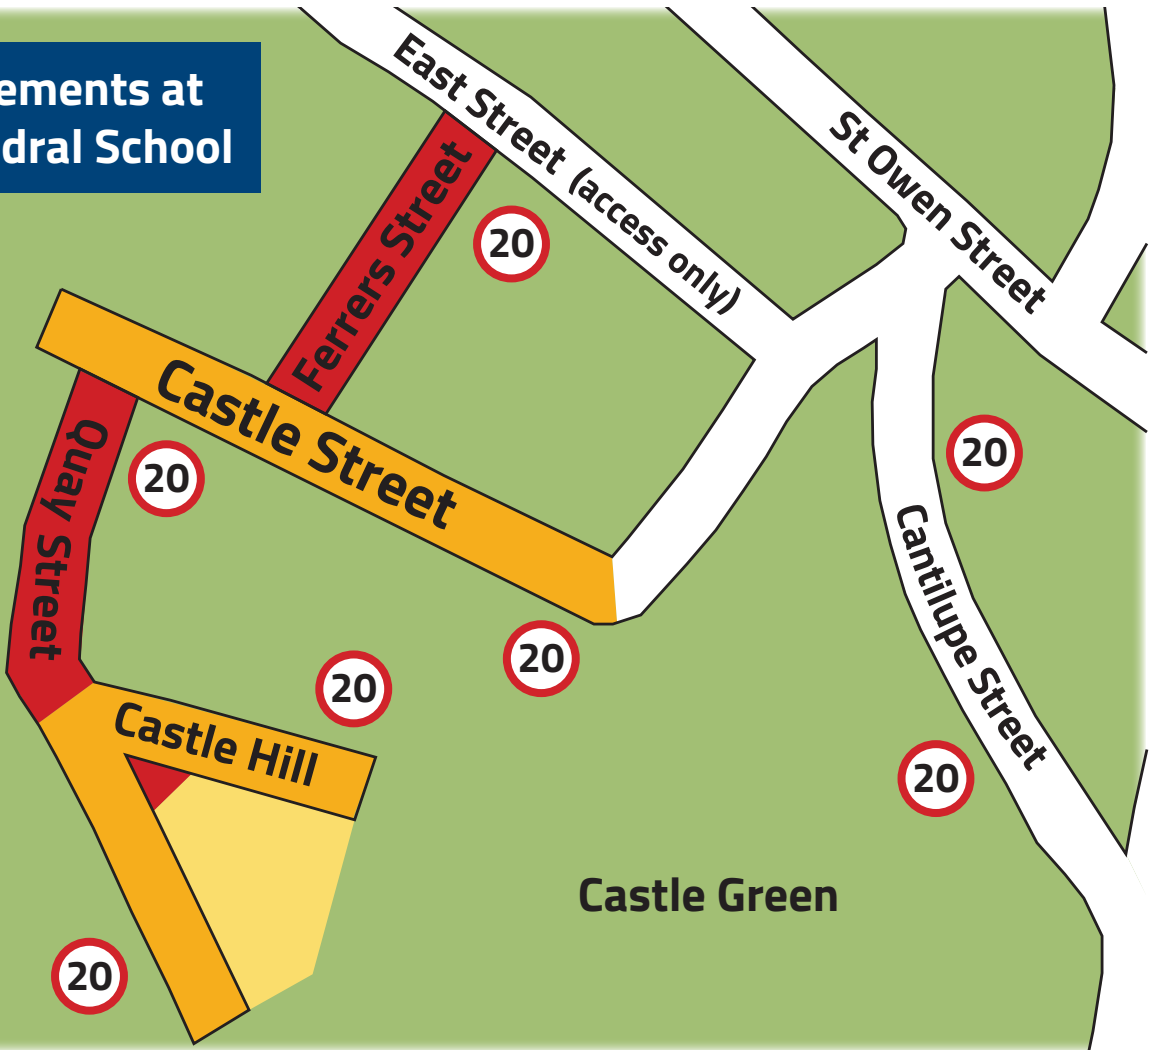 ements at
dral School
East Street (access only)
St Owen Street
Ferrers Street
20
Castle Street
Quay Street
20
20
Cantilupe Street
20
20
Castle Hill
20
Castle Green
20